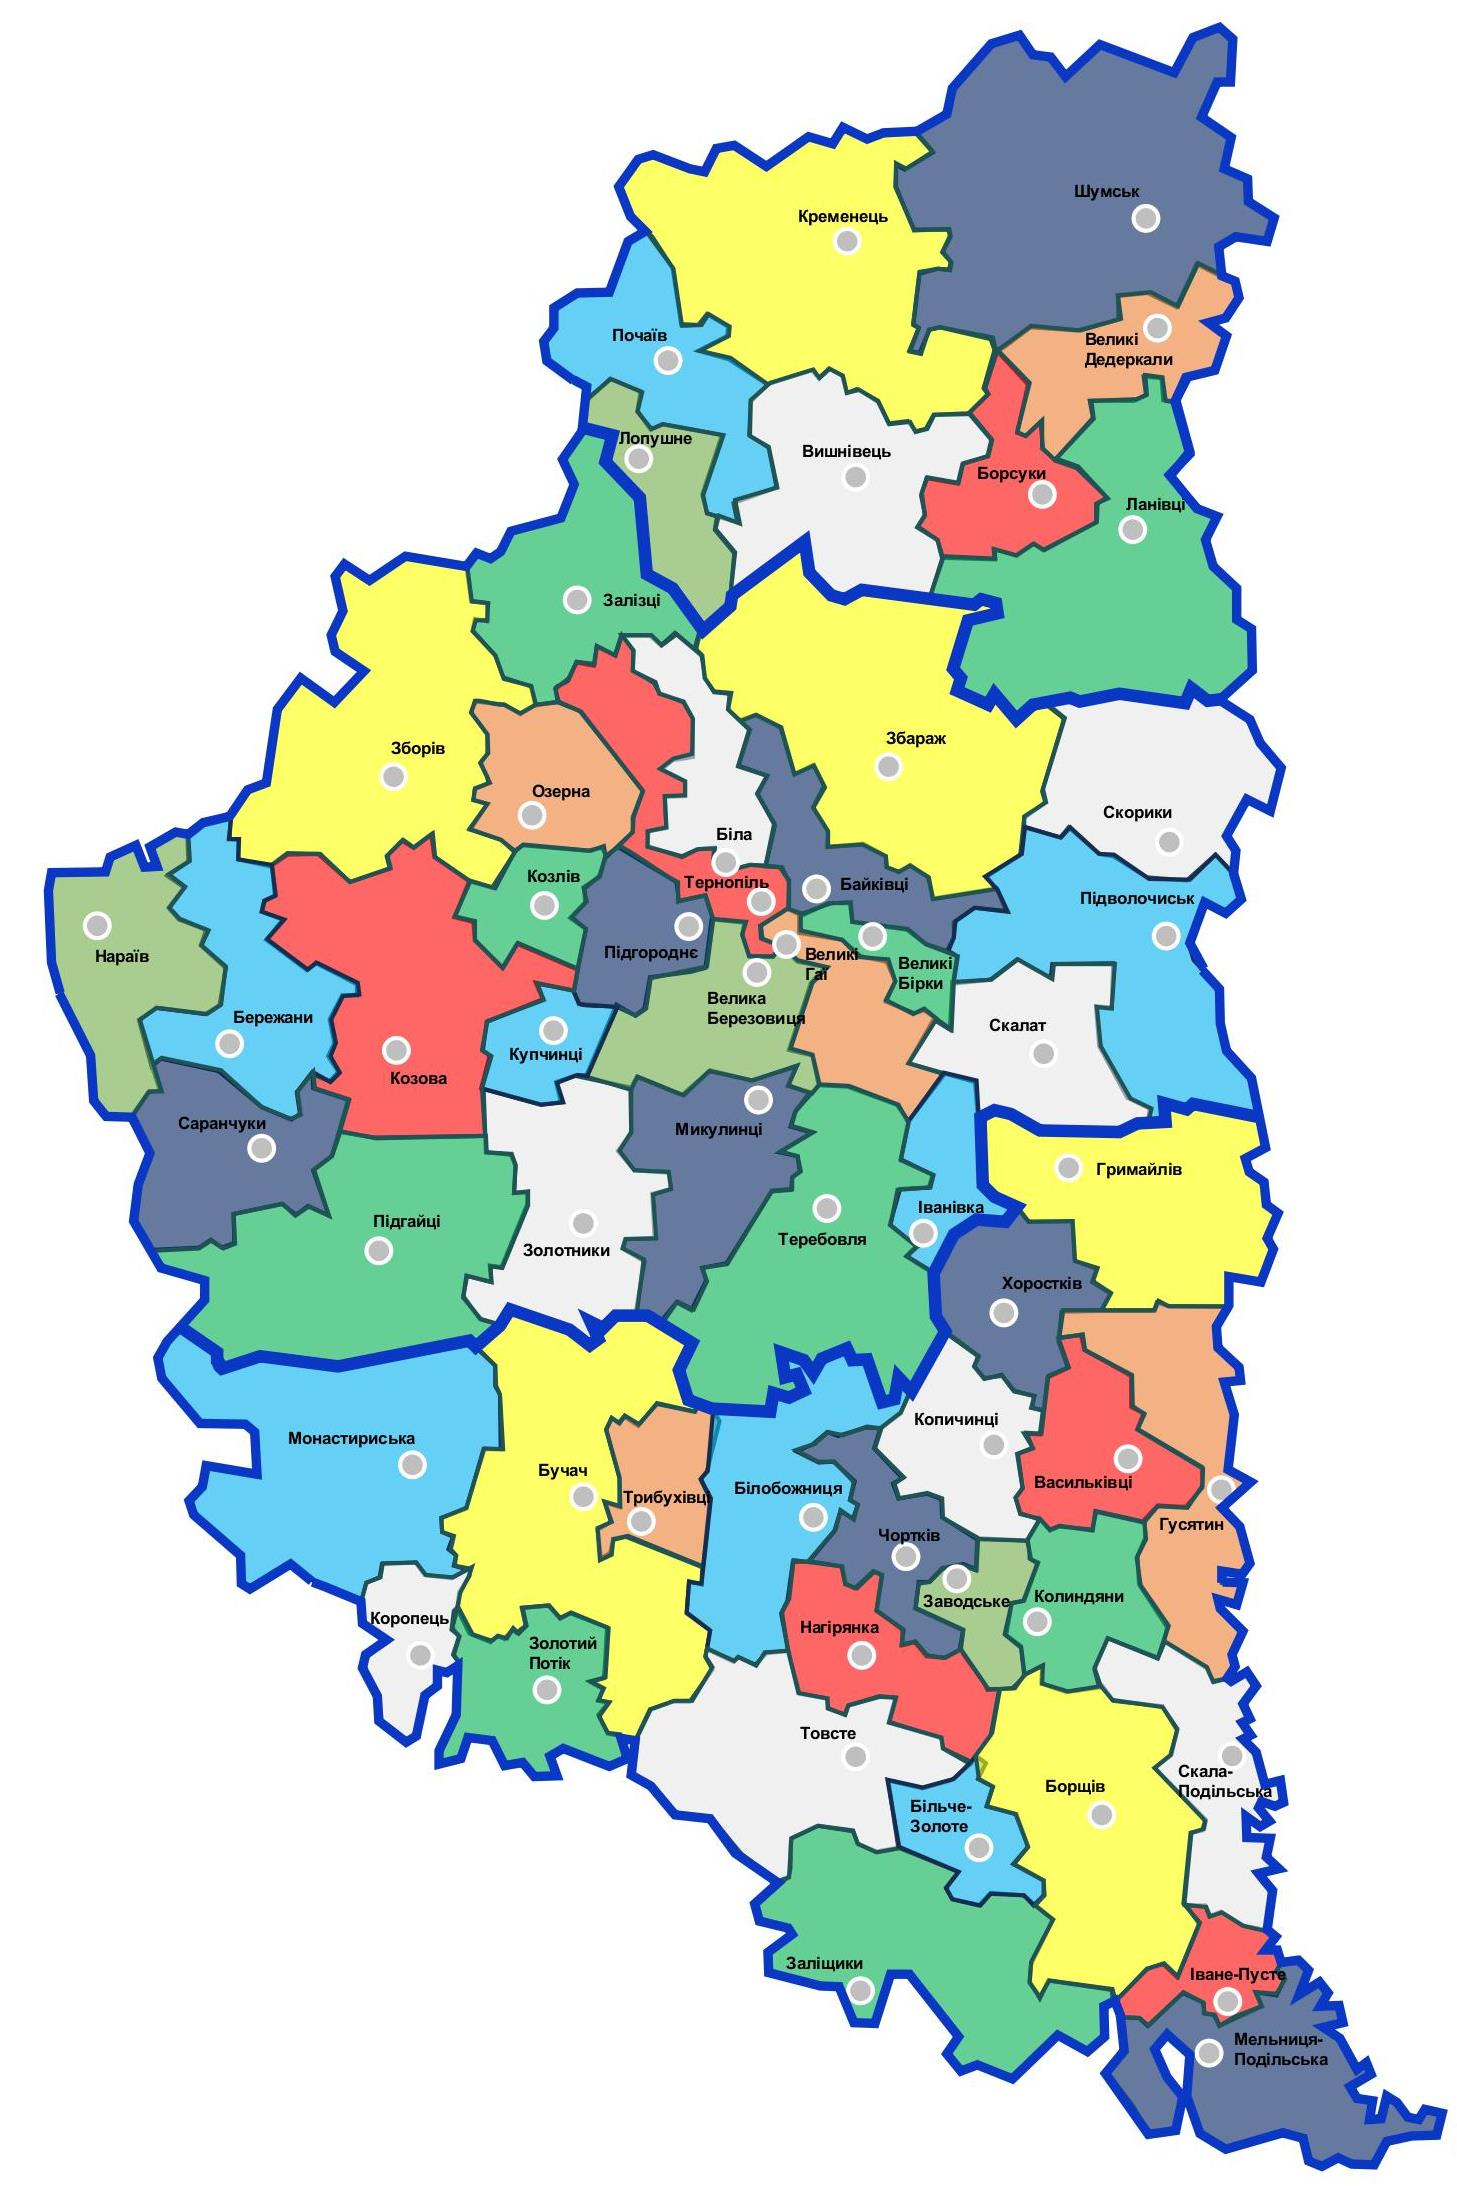 Шумськ
Кременець
Почаїв
Великі
Дедеркали
Лопушне
Вишнівець
Борсуки
Ланівці
Залізці
Збараж
Зборів
Озерна
Скорики
Біла
Козлів
Тернопіль
Байківці
Підволочиськ
Нараїв
Підгороднє
Великі
Гаї
Великі
Бірки
Велика
Березовиця
Бережани
Скалат
Купчинці
Козова
Саранчуки
Микулинці
Гримайлів
Іванівка
Підгайці
Золотники
Теребовля
Хоростків
Копичинці
Монастириська
Бучач
Трибухівці
Білобожниця
Васильківці
Гусятин
Чортків
Заводське
Колиндяни
Коропець
Нагірянка
Золотий
Потік
Товсте
Скала-
Подільська
Борщів
Більче-
Золоте
Заліщики
Іване-Пусте
Мельниця-
Подільська